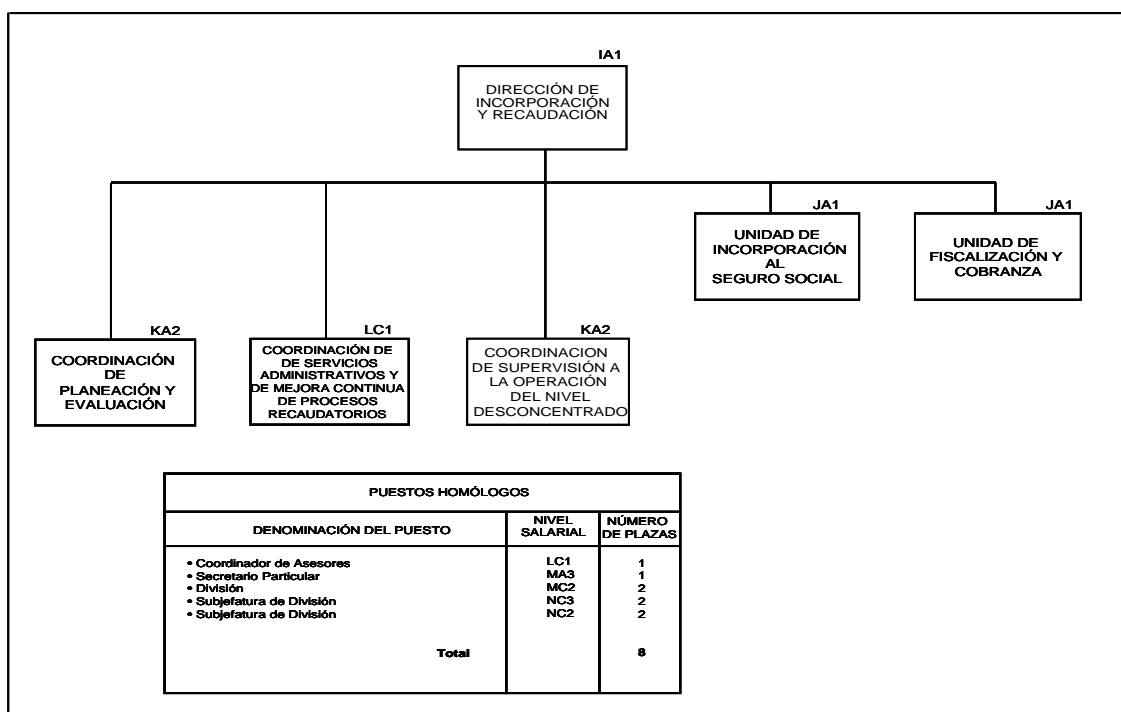 IA1
DIRECCIÓN DE
INCORPORACIÓN
Y RECAUDACIÓN
JA1
UNIDAD DE
INCORPORACIÓN
AL
SEGURO SOCIAL
JA1
UNIDAD DE
FISCALIZACIÓN Y
COBRANZA
KA2
COORDINACIÓN
DE
PLANEACIÓN Y
EVALUACIÓN
LC1
COORDINACIÓN DE
DE SERVICIOS
ADMINISTRATIVOS Y
DE MEJORA CONTINUA
DE PROCESOS
RECAUDATORIOS
KA2
COORDINACION
DE SUPERVISIÓN A
LA OPERACIÓN
DEL NIVEL
DESCONCENTRADO
PUESTOS HOMÓLOGOS
DENOMINACIÓN DEL PUESTO NIVEL SALARIAL NÚMERO DE PLAZAS
• Coordinador de Asesores LC1 1
• Secretario Particular MA3 1
• División MC2 2
• Subjefatura de División NC3 2
• Subjefatura de División NC2 2
Total 8